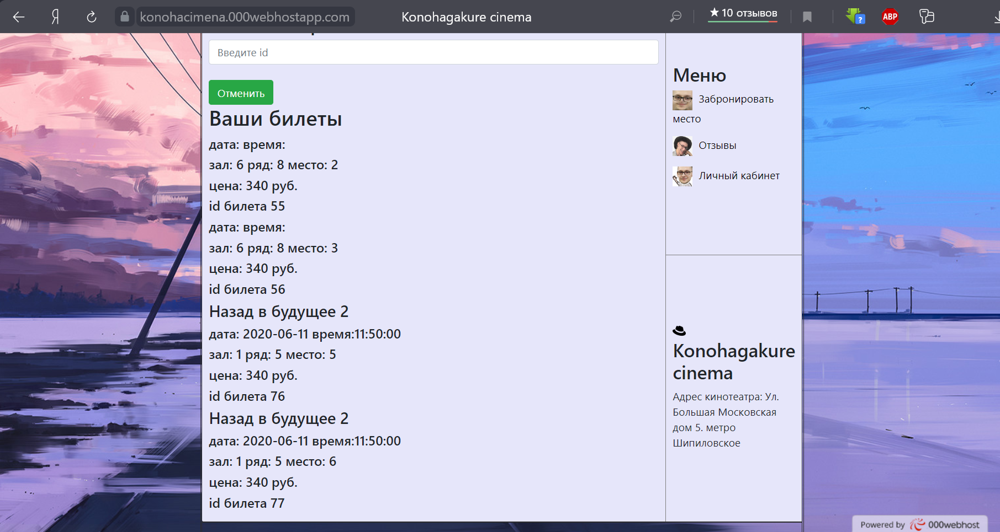 Я
konohacimena.000webhostapp.com
Konohagakure cinema
★ 10 отзывов
?
ABP
Введите id
Отменить
Ваши билеты
дата: время:
зал: 6 ряд: 8 место: 2
цена: 340 руб.
id билета 55
дата: время:
зал: 6 ряд: 8 место: 3
цена: 340 руб.
id билета 56
Назад в будущее 2
дата: 2020-06-11 время:11:50:00
зал: 1 ряд: 5 место: 5
цена: 340 руб.
id билета 76
Назад в будущее 2
дата: 2020-06-11 время:11:50:00
зал: 1 ряд: 5 место: 6
цена: 340 руб.
id билета 77
Меню
Забронировать
место
Отзывы
Личный кабинет
Konohagakure
cinema
Адрес кинотеатра: Ул.
Большая Московская
дом 5. метро
Шипиловское
Powered by 000webhost